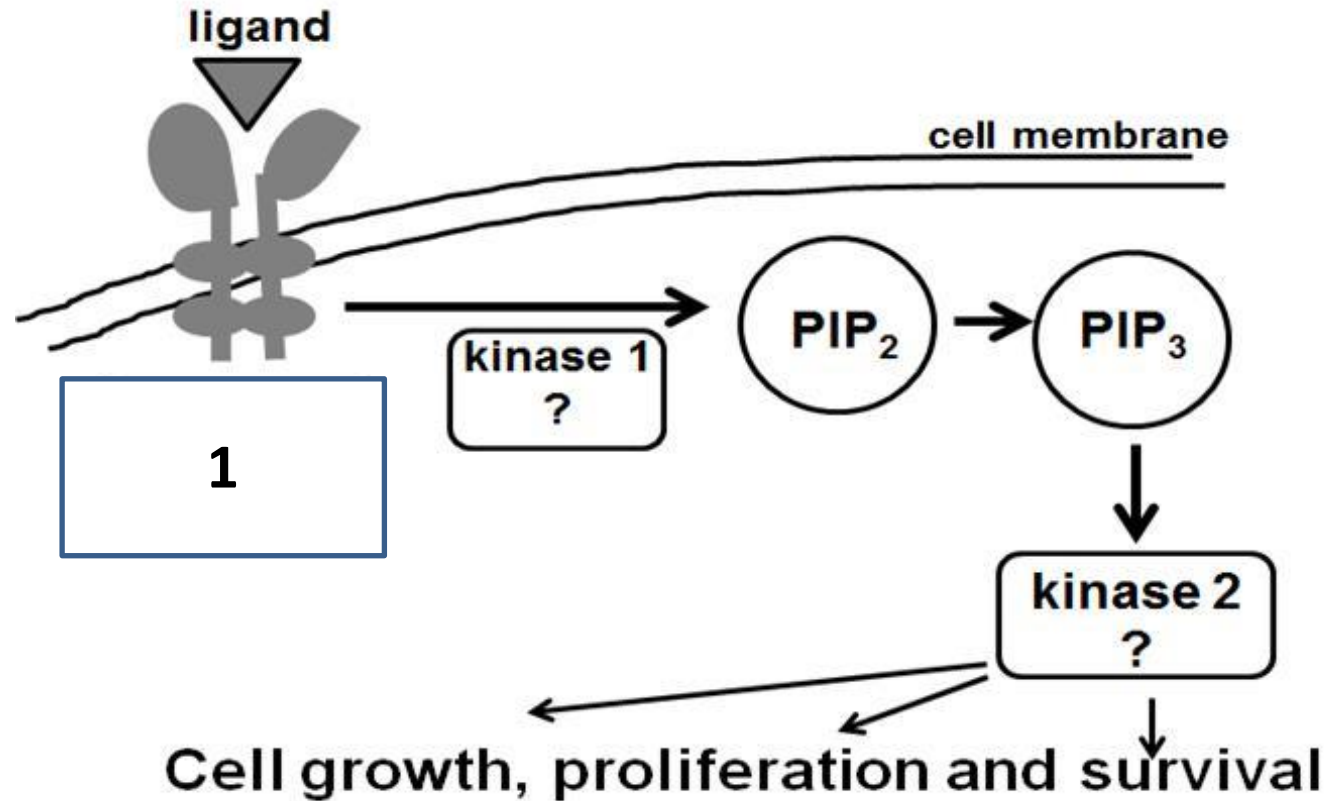 ligand
cell membrane
kinase 1
?
PIP₂
PIP₃
1
kinase 2
?
Cell growth, proliferation and survival